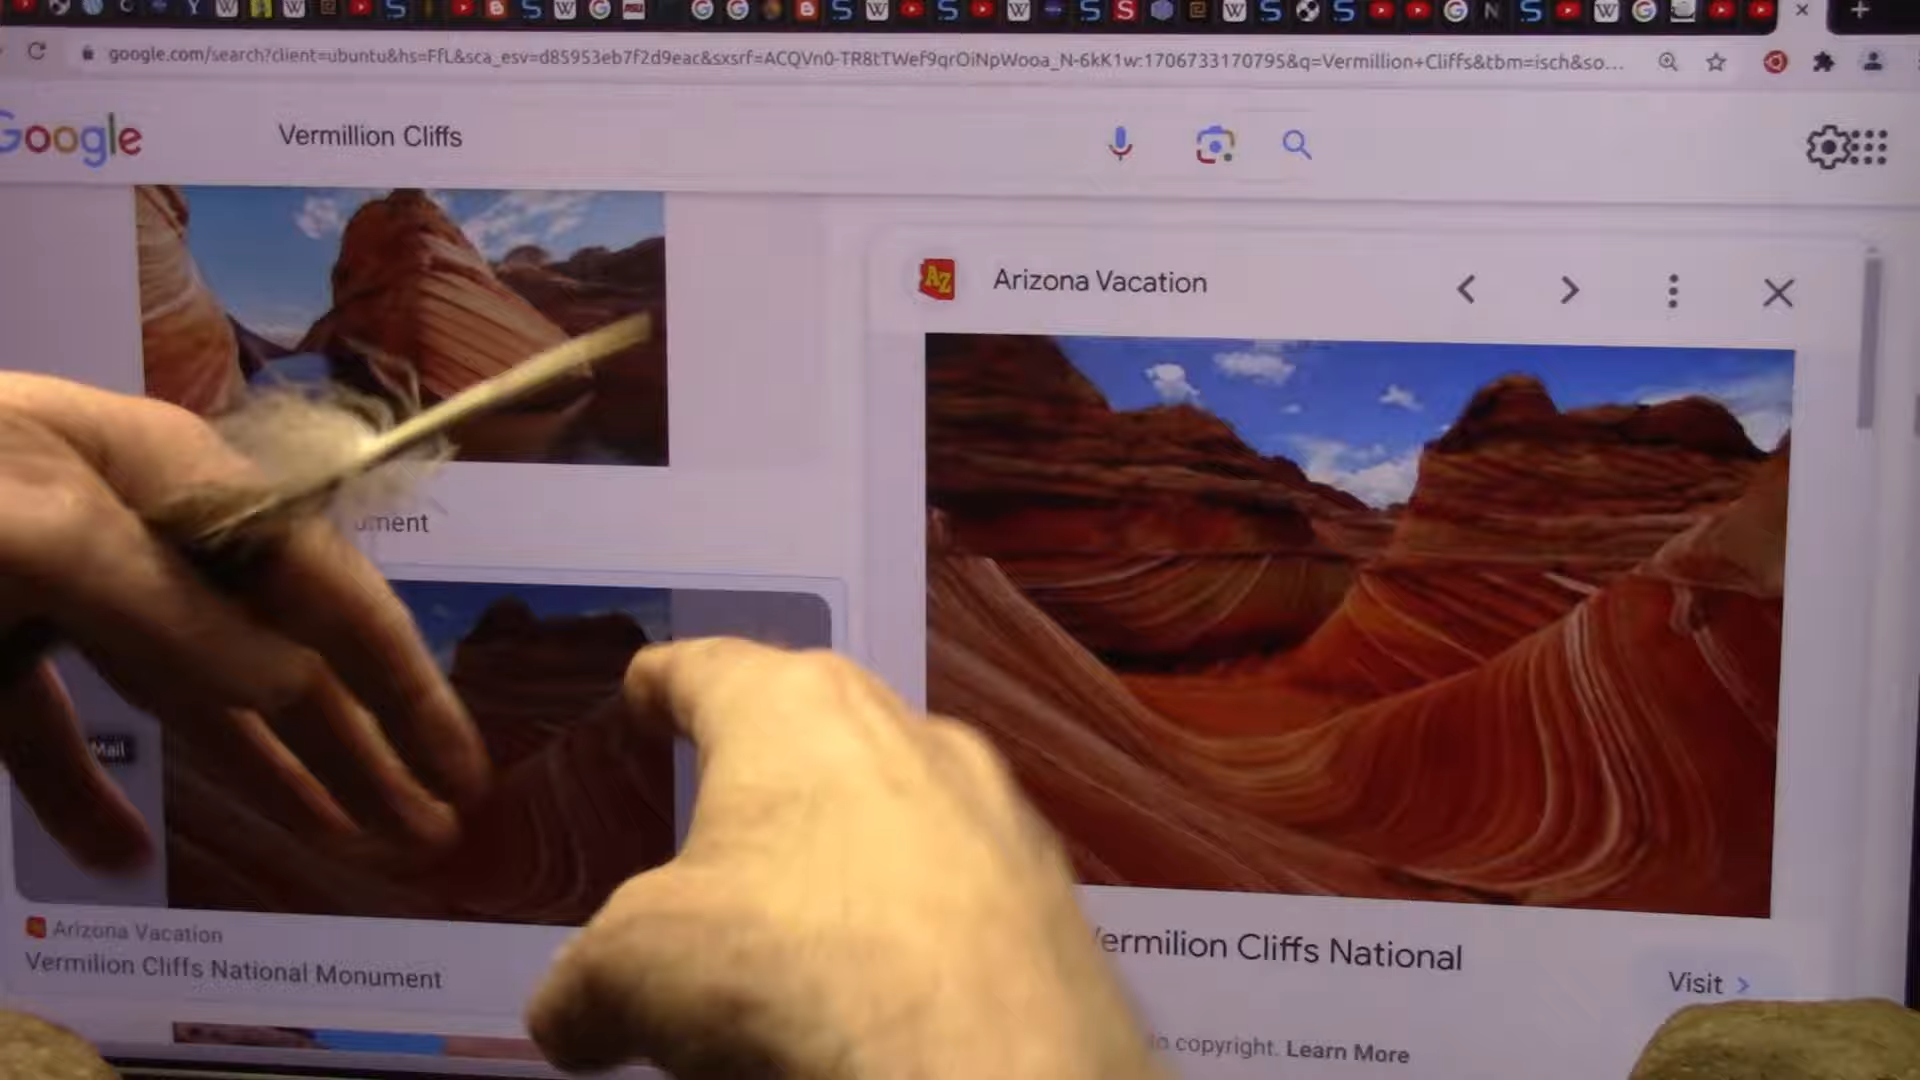 google.com/search?client=ubuntu&hs=FfL&sca_esv=d85953eb7f2d9eac&sxsrf=ACQVn0-TR8tTWef9qrOiNpWooa_N-6kK1w:1706733170795&q=Vermillion+Cliffs&tbm=isch&so...
Google
Vermillion Cliffs
AZ
Arizona Vacation
ument
Mail
Arizona Vacation
Vermilion Cliffs National Monument
ermilion Cliffs National
Visit >
copyright. Learn More